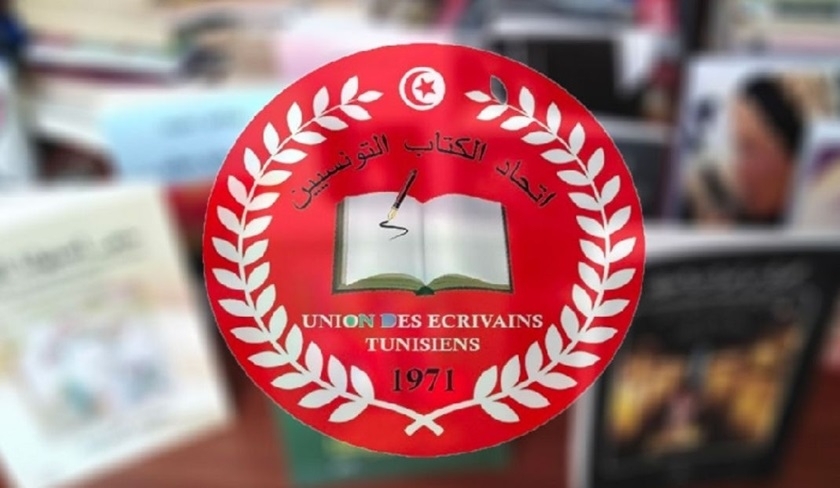 اتحاد الكتاب التونسيين
UNION DES ECRIVAINS
TUNISIENS
1971